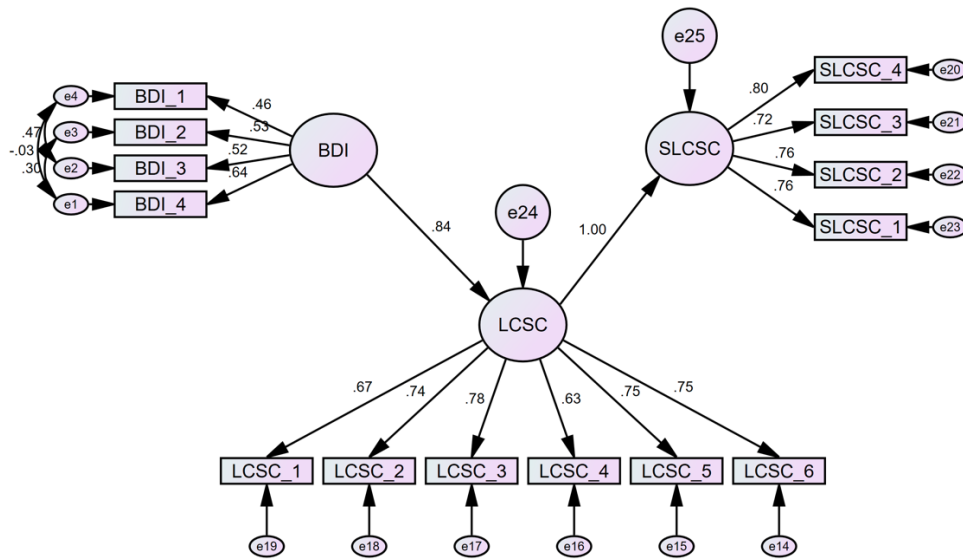 e25
e4
BDI_1
.46
SLCSC_4
e20
.80
.47
e3
BDI_2
.53
BDI
SLCSC
.72
SLCSC_3
e21
-.03
e2
BDI_3
.52
.76
SLCSC_2
e22
.30
e1
BDI_4
.64
.76
SLCSC_1
e23
e24
.84
1.00
LCSC
.67
.74
.78
.63
.75
.75
LCSC_1
LCSC_2
LCSC_3
LCSC_4
LCSC_5
LCSC_6
e19
e18
e17
e16
e15
e14